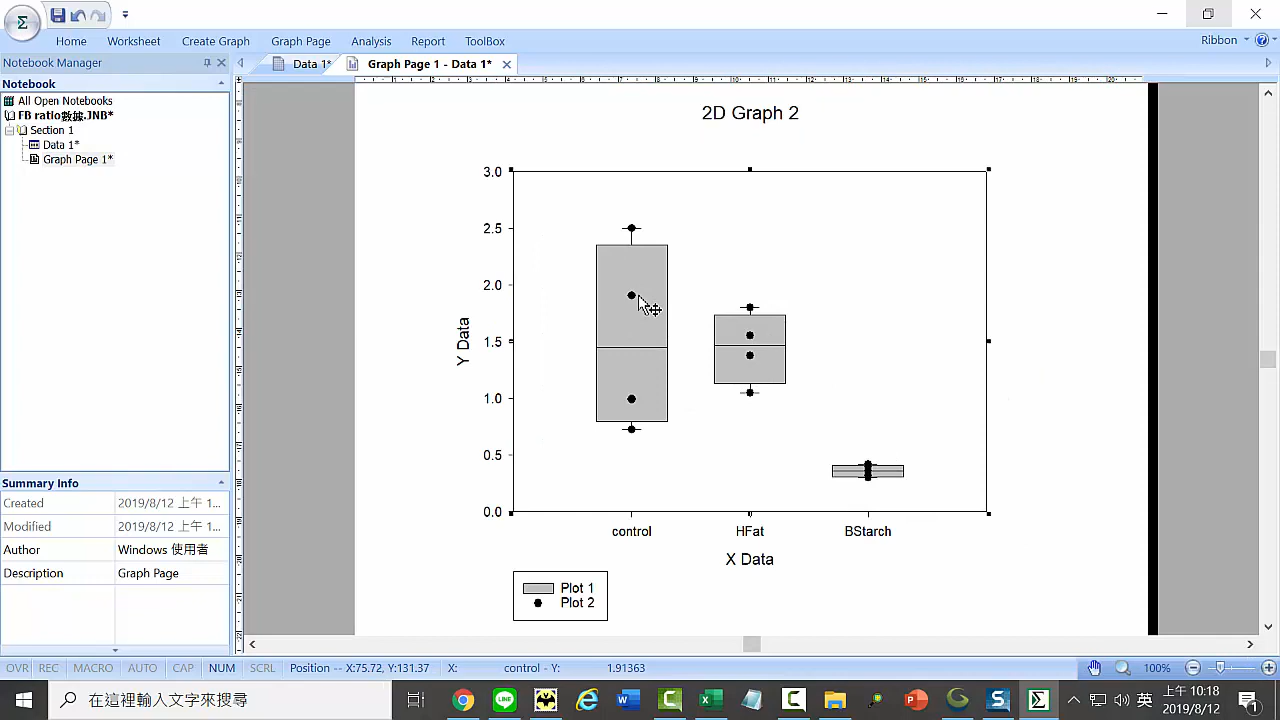 Home Worksheet Create Graph Graph Page Analysis Report ToolBox Ribbon
Notebook Manager
Data 1* Graph Page 1 - Data 1*
Notebook
All Open Notebooks
FB ratio數據.JNB*
Section 1
Data 1*
Graph Page 1*
Summary Info
Created 2019/8/12 上午 1...
Modified 2019/8/12 上午 1...
Author Windows 使用者
Description Graph Page
2D Graph 2
3.0
2.5
2.0
1.5
1.0
0.5
0.0
Y Data
control HFat BStarch
X Data
Plot 1
Plot 2
OVR REC MACRO AUTO CAP NUM SCRL Position -- X:75.72, Y:131.37 X: control - Y: 1.91363 100%
在這裡輸入文字來搜尋
英
2019/8/12
1